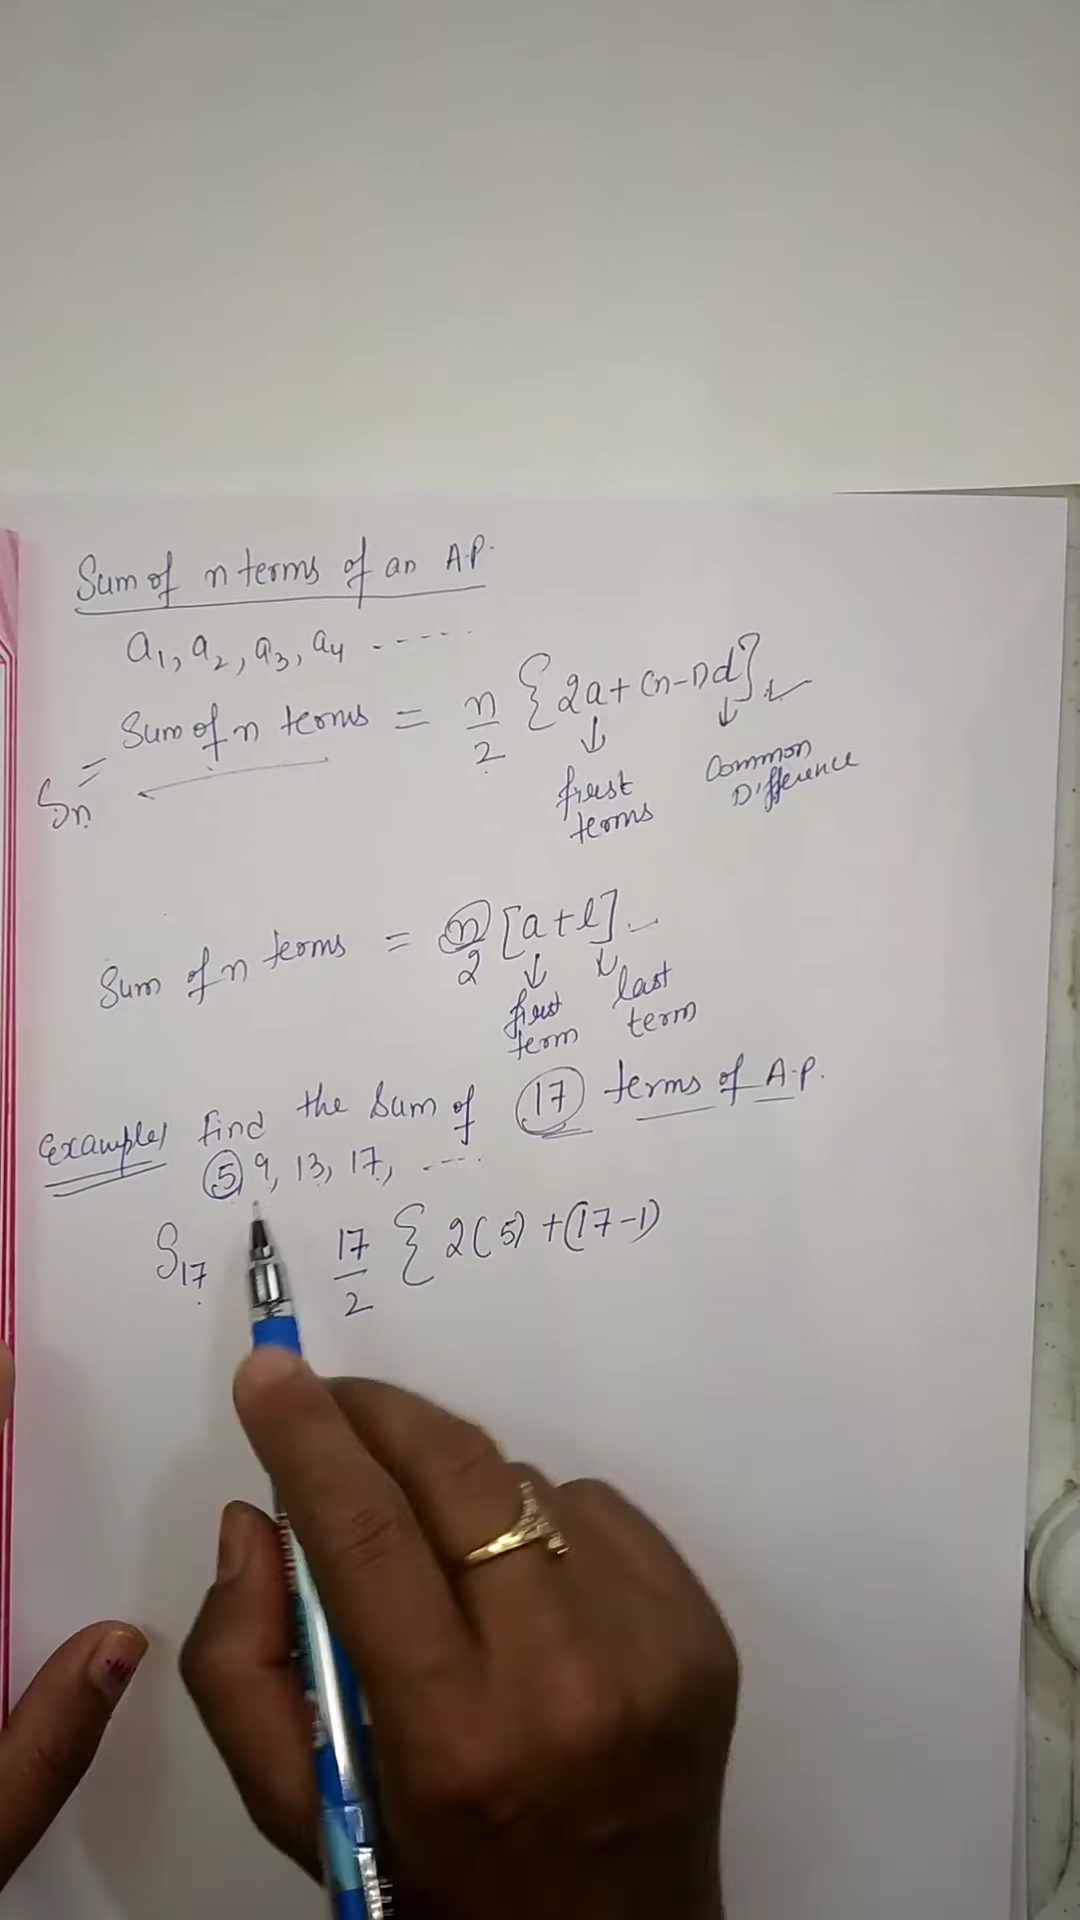 Sum of n terms of an A.P.
a1, a2, a3, a4 -----
Sum of n terms = n/2 {2a+(n-1)d}
Sn =
first terms
Common Difference
Sum of n terms = n/2 [a+l]
first term
last term
Example1 find the sum of 17 terms of A.P.
5, 9, 13, 17, ----
S17 17/2 { 2(5) +(17-1)